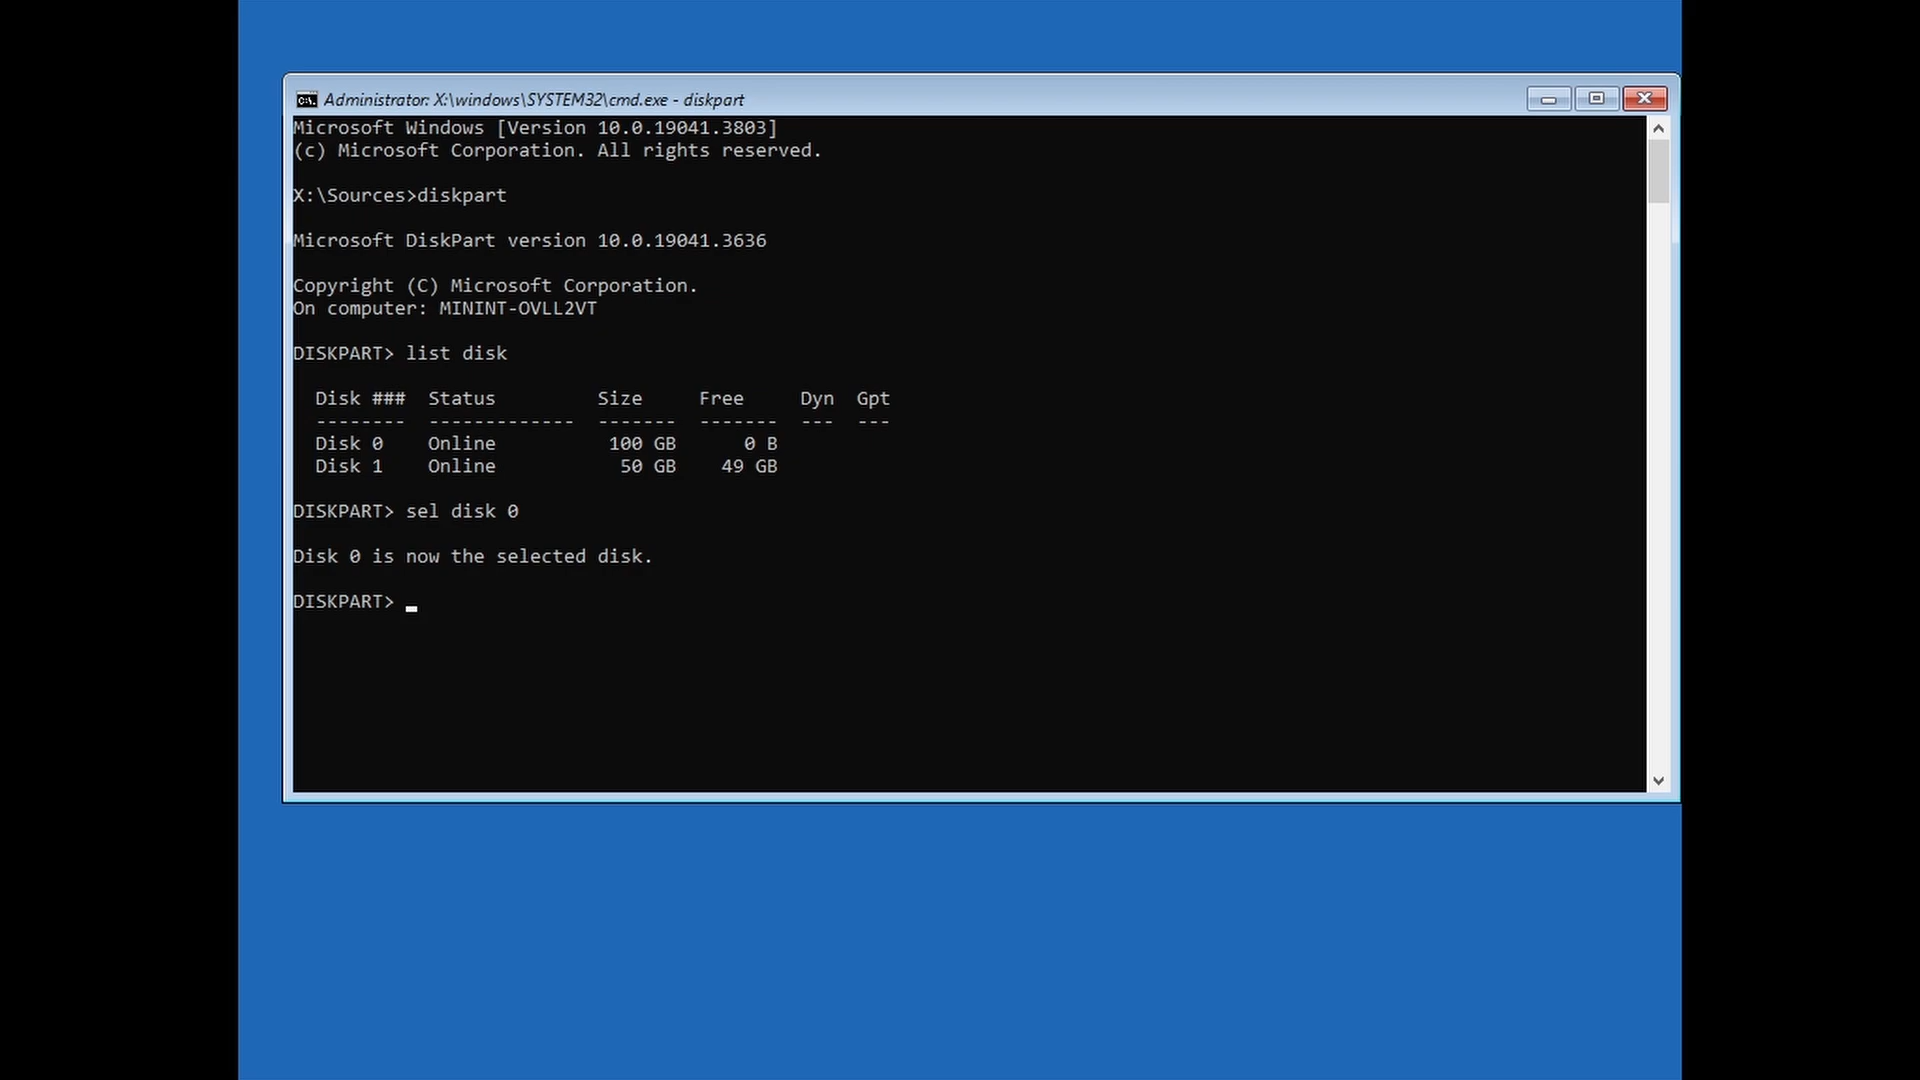 Administrator: X:\windows\SYSTEM32\cmd.exe - diskpart
Microsoft Windows [Version 10.0.19041.3803]
(c) Microsoft Corporation. All rights reserved.
X:\Sources>diskpart
Microsoft DiskPart version 10.0.19041.3636
Copyright (C) Microsoft Corporation.
On computer: MININT-OVLL2VT
DISKPART> list disk
  Disk ###  Status         Size     Free     Dyn  Gpt
  --------  -------------  -------  -------  ---  ---
  Disk 0    Online          100 GB      0 B
  Disk 1    Online           50 GB    49 GB
DISKPART> sel disk 0
Disk 0 is now the selected disk.
DISKPART> _